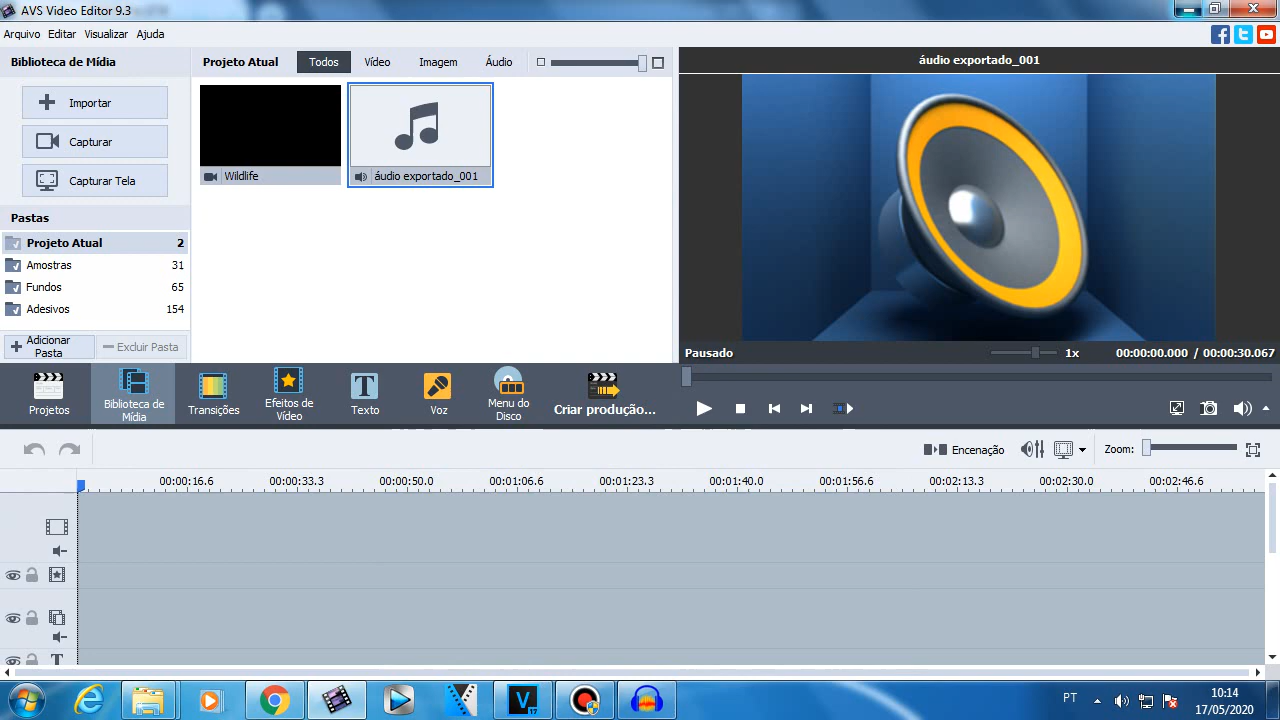 AVS Video Editor 9.3
Arquivo Editar Visualizar Ajuda
f t
Biblioteca de Mídia
Importar
Capturar
Capturar Tela
Pastas
Projeto Atual 2
Amostras 31
Fundos 65
Adesivos 154
Adicionar
Pasta
Excluir Pasta
Projeto Atual Todos Vídeo Imagem Áudio
Wildlife
áudio exportado_001
áudio exportado_001
Pausado 1x 00:00:00.000 / 00:00:30.067
Projetos
Biblioteca de
Mídia
Transições
Efeitos de
Vídeo
T
Texto
Voz
Menu do
Disco
Criar produção...
Encenação Zoom:
00:00:16.6 00:00:33.3 00:00:50.0 00:01:06.6 00:01:23.3 00:01:40.0 00:01:56.6 00:02:13.3 00:02:30.0 00:02:46.6
T
V
17
PT
10:14
17/05/2020